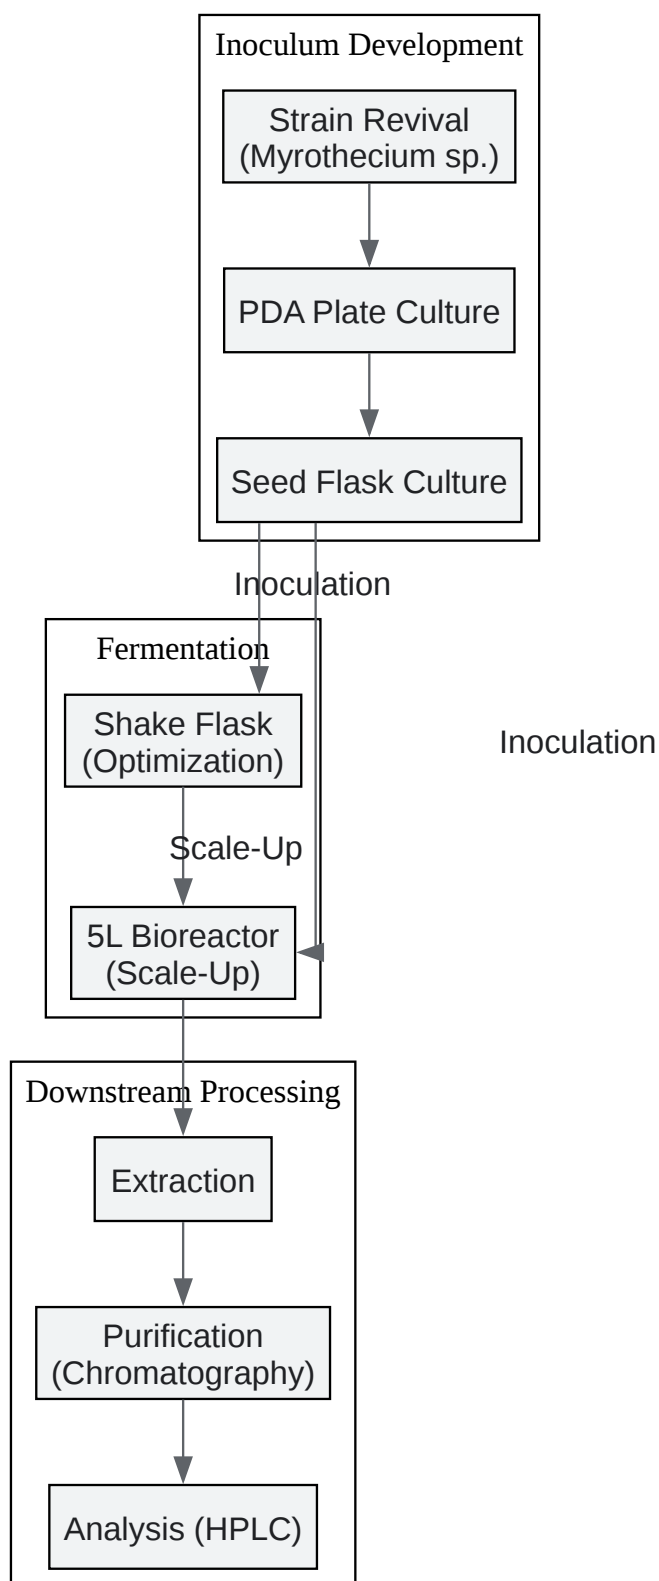 Inoculum Development
Strain Revival
(Myrothecium sp.)
PDA Plate Culture
Seed Flask Culture
Inoculation
Fermentation
Shake Flask
(Optimization)
Inoculation
Scale-Up
5L Bioreactor
(Scale-Up)
Downstream Processing
Extraction
Purification
(Chromatography)
Analysis (HPLC)